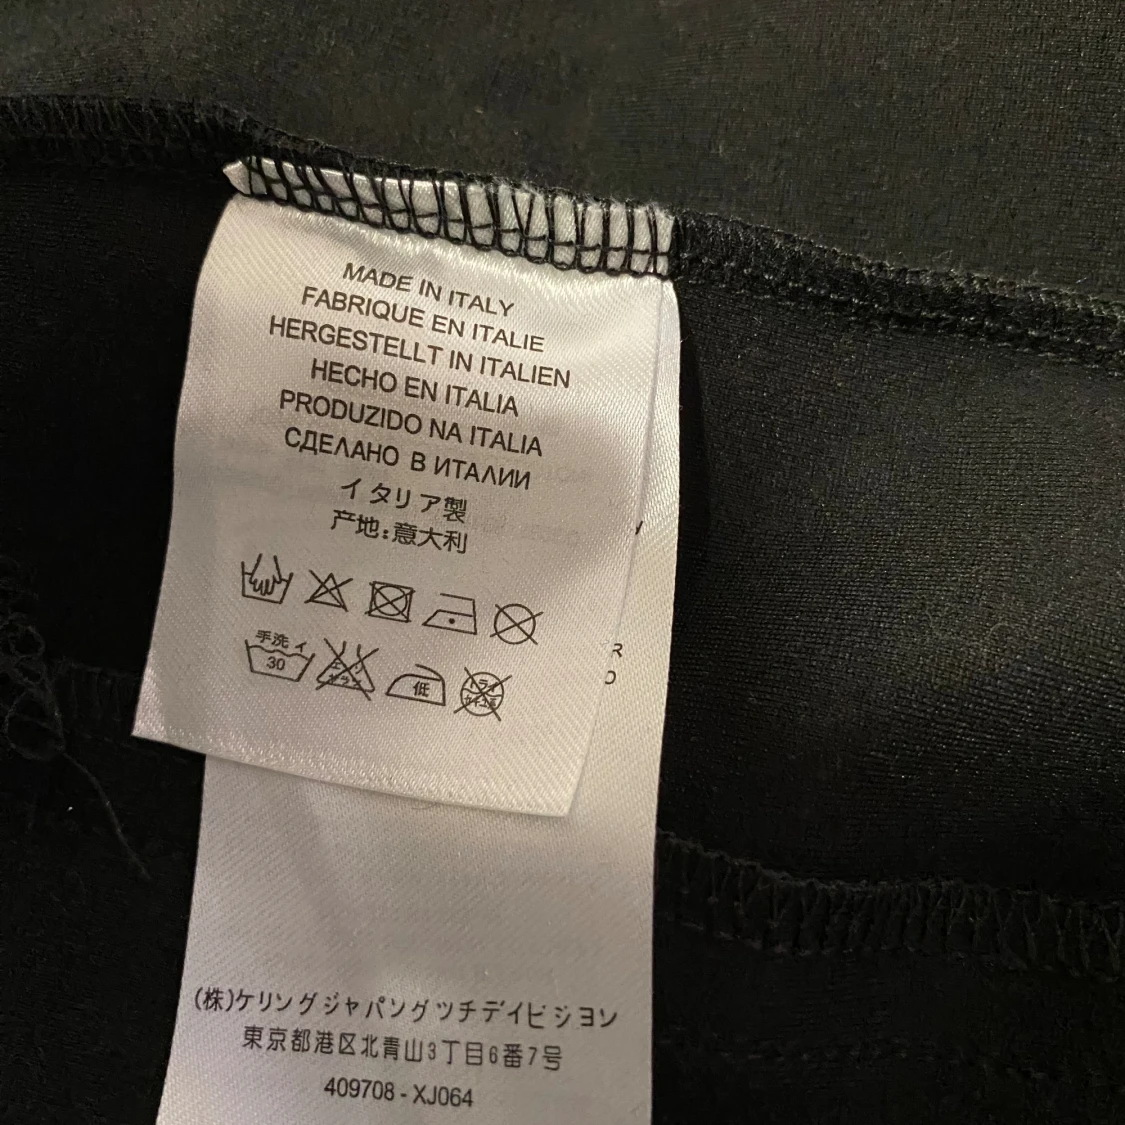 MADE IN ITALY
FABRIQUE EN ITALIE
HERGESTELLT IN ITALIEN
HECHO EN ITALIA
PRODUZIDO NA ITALIA
СДЕЛАНО В ИТАЛИИ
イタリア製
产地:意大利
手洗イ
30
低
(株)ケリングジャパングツチデイビジヨン
東京都港区北青山3丁目6番7号
409708 - XJ064